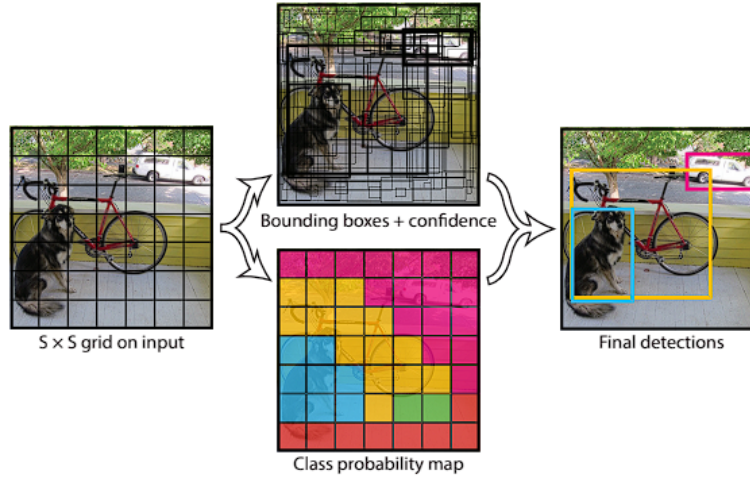 S × S grid on input
Bounding boxes + confidence
Class probability map
Final detections